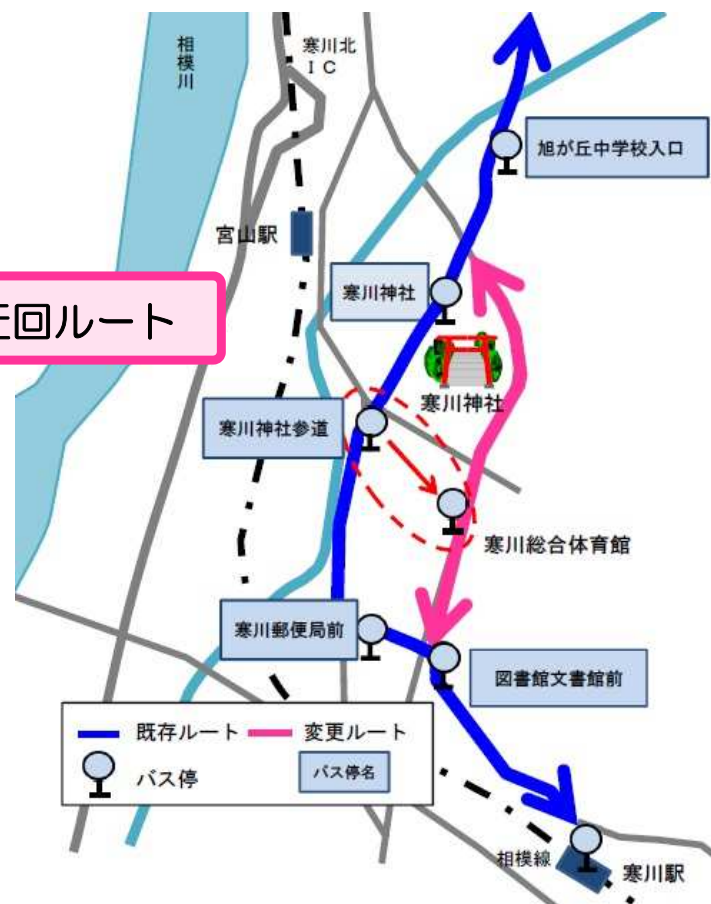 相模川
寒川北
IC
旭が丘中学校入口
宮山駅
寒川神社
回ルート
寒川神社
寒川神社参道
寒川総合体育館
寒川郵便局前
図書館文書館前
既存ルート
変更ルート
バス停
バス停名
相模線
寒川駅